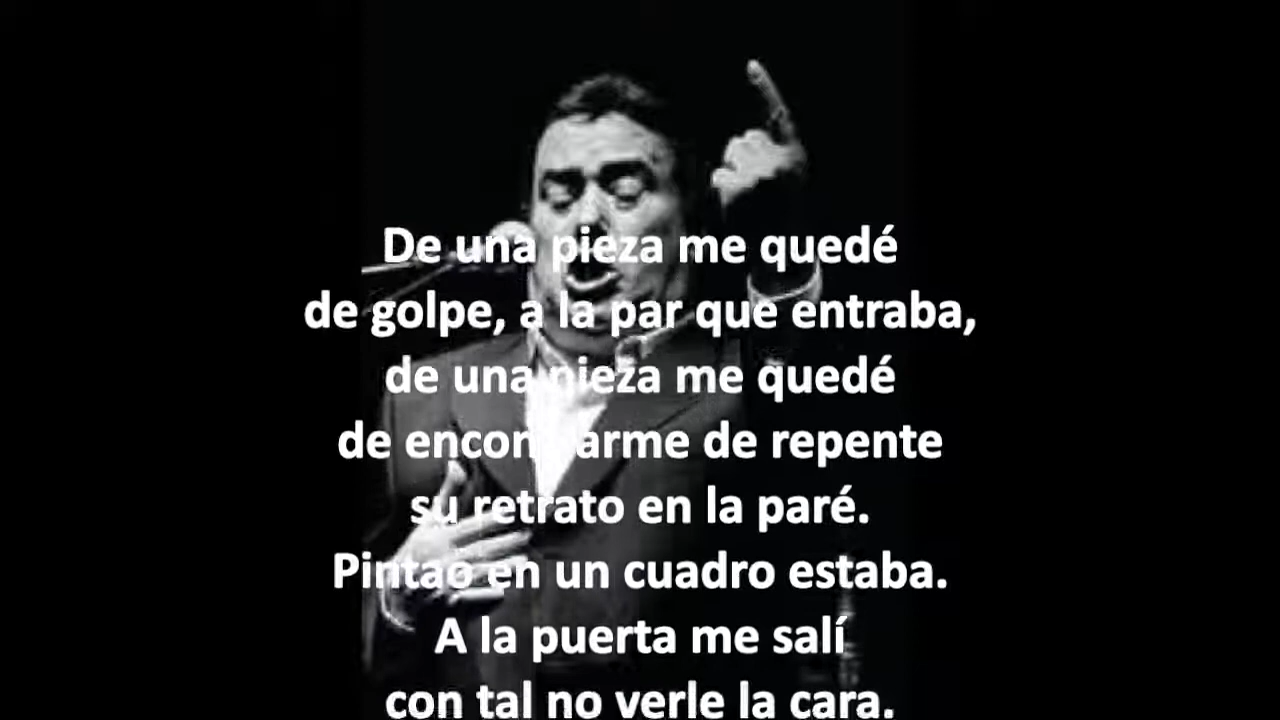 De una pieza me quedé
de golpe, a la par que entraba,
de una pieza me quedé
de encontrarme de repente
su retrato en la paré.
Pintao en un cuadro estaba.
A la puerta me salí
con tal no verle la cara.